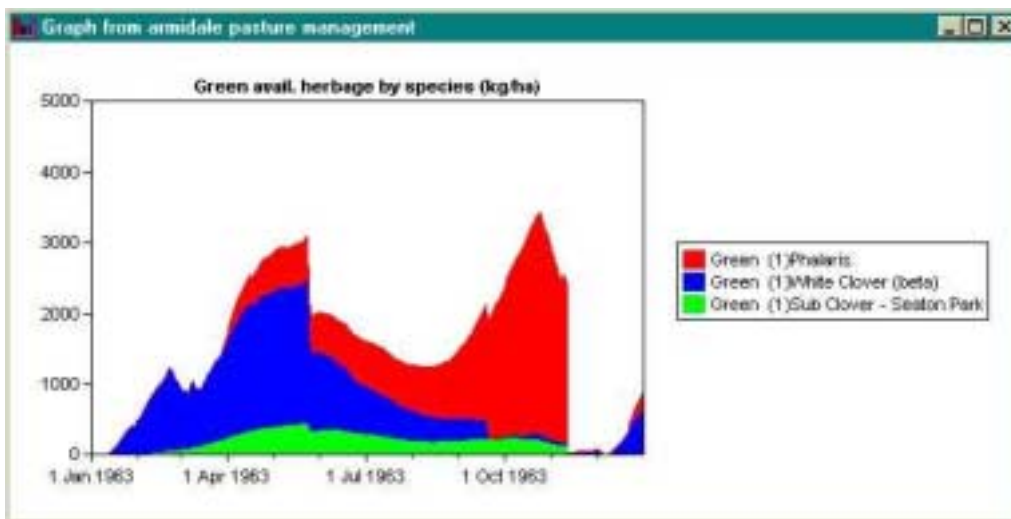 Graph from armidale pasture management
Green avail. herbage by species (kg/ha)
5000
4000
3000
2000
1000
0
1 Jan 1963
1 Apr 1963
1 Jul 1963
1 Oct 1963
Green (1)Phalaris
Green (1)White Clover (beta)
Green (1)Sub Clover - Seaton Park